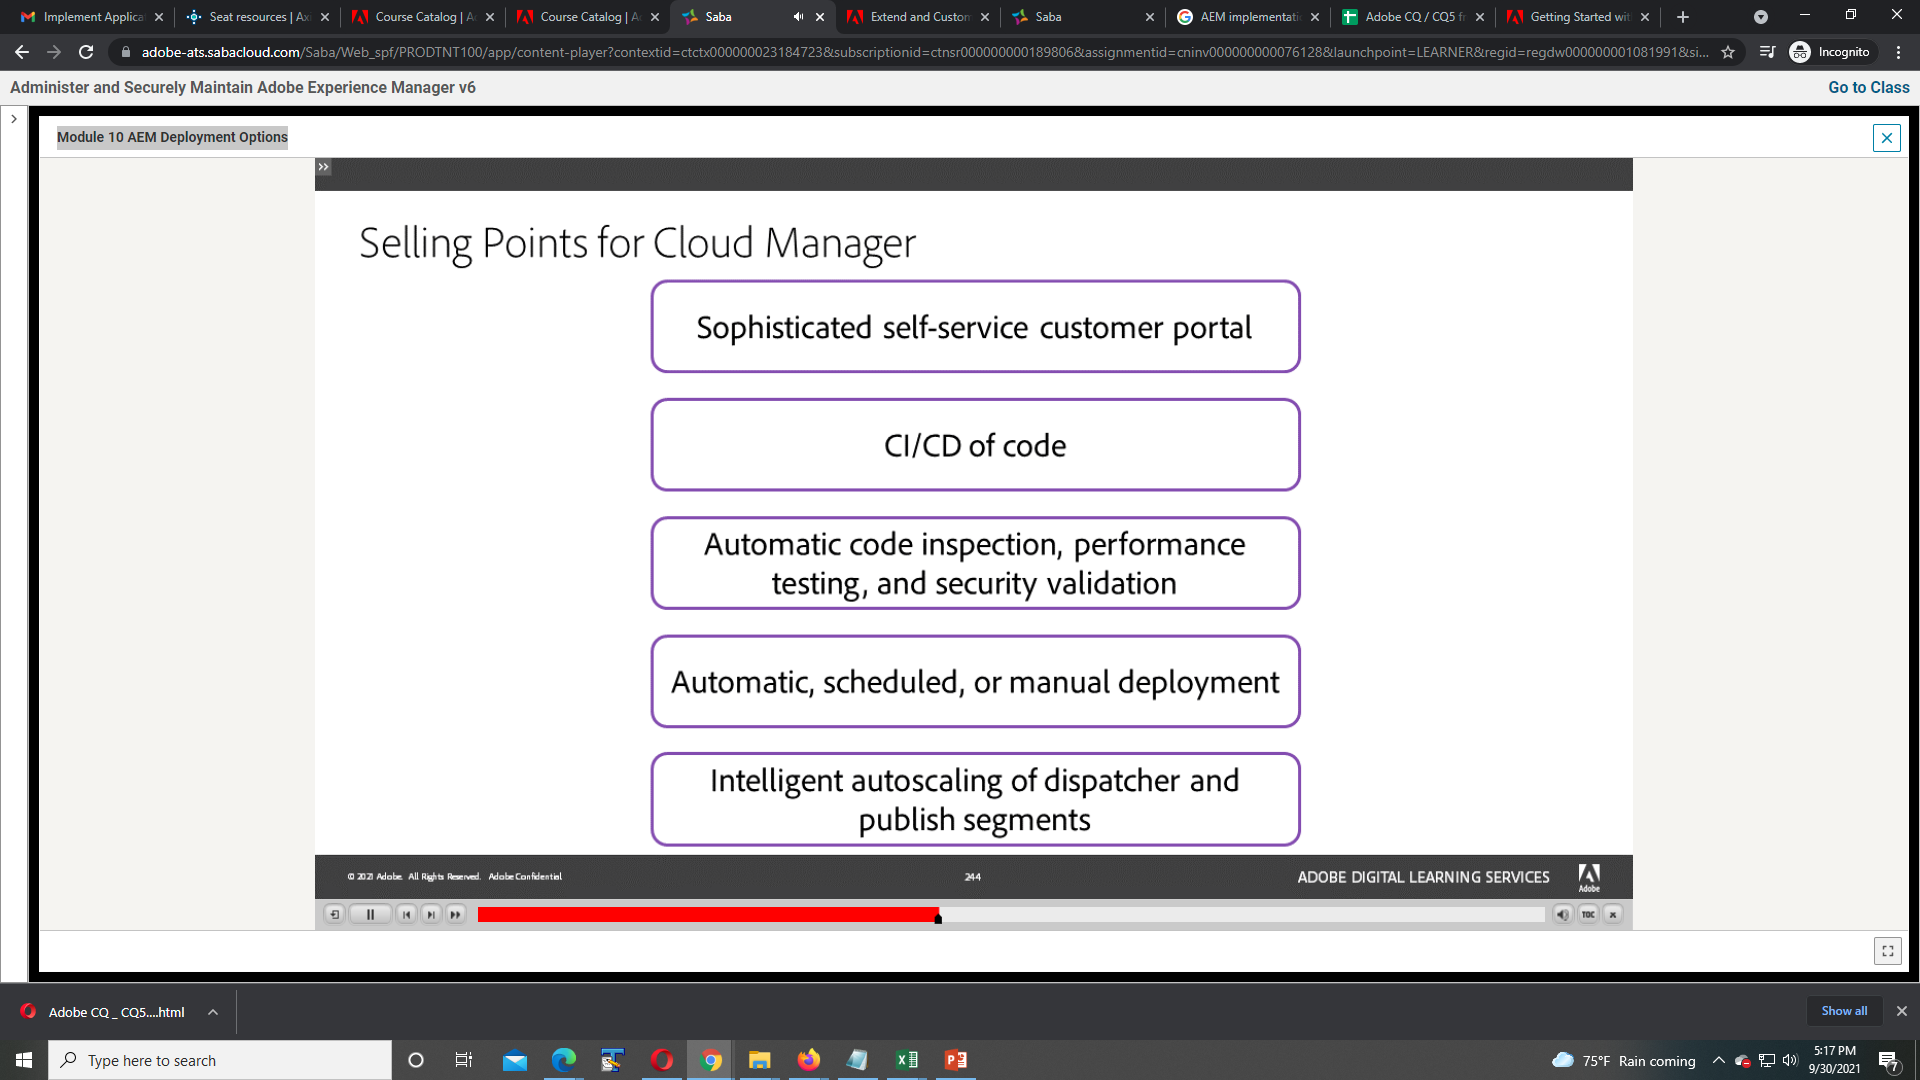 Implement Applica
Seat resources | Ax
Course Catalog | A
Course Catalog | A
Saba
Extend and Custom
Saba
AEM implementati
Adobe CQ / CQ5 fr
Getting Started wit
adobe-ats.sabacloud.com/Saba/Web_spf/PRODTNT100/app/content-player?contextid=ctctx000000023184723&subscriptionid=ctnsr000000000189806&assignmentid=cninv000000000076128&launchpoint=LEARNER&regid=regdw000000001081991&si...
Incognito
Administer and Securely Maintain Adobe Experience Manager v6
Go to Class
Module 10 AEM Deployment Options
Selling Points for Cloud Manager
Sophisticated self-service customer portal
CI/CD of code
Automatic code inspection, performance
testing, and security validation
Automatic, scheduled, or manual deployment
Intelligent autoscaling of dispatcher and
publish segments
© 2021 Adobe. All Rights Reserved. Adobe Confidential
244
ADOBE DIGITAL LEARNING SERVICES
Adobe
TOC
Adobe CQ _ CQ5....html
Show all
Type here to search
75°F Rain coming
5:17 PM
9/30/2021
7